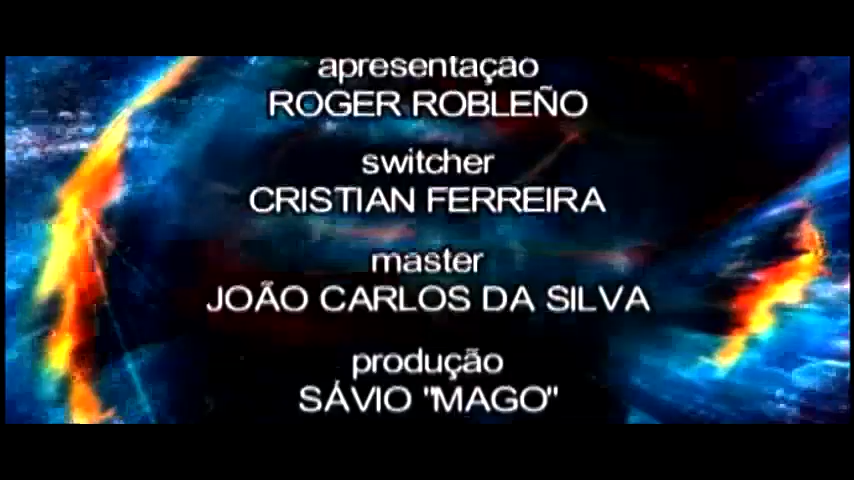 apresentação
ROGER ROBLEÑO
switcher
CRISTIAN FERREIRA
master
JOÃO CARLOS DA SILVA
produção
SÁVIO "MAGO"